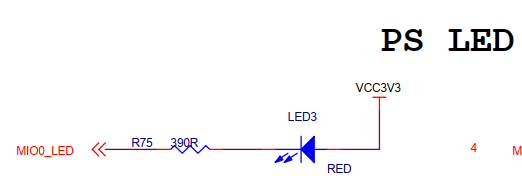 PS LED
VCC3V3
LED3
R75 390R
MIO0_LED
4
M
RED